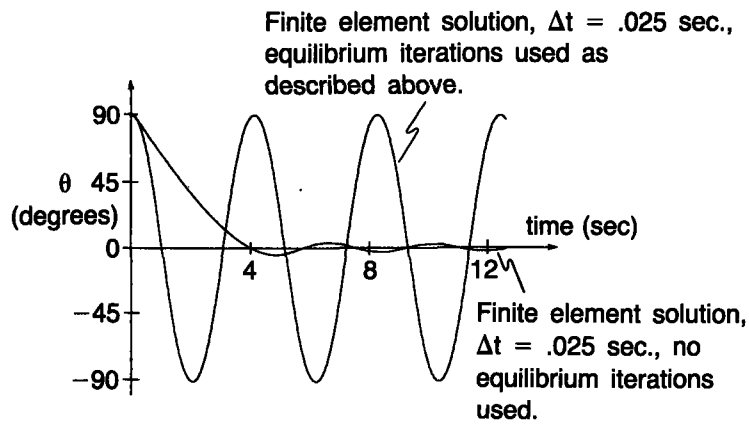 Finite element solution, Δt = .025 sec.,
equilibrium iterations used as
described above.
90
45
θ
(degrees)
0
-45
-90
4
8
12
time (sec)
Finite element solution,
Δt = .025 sec., no
equilibrium iterations
used.